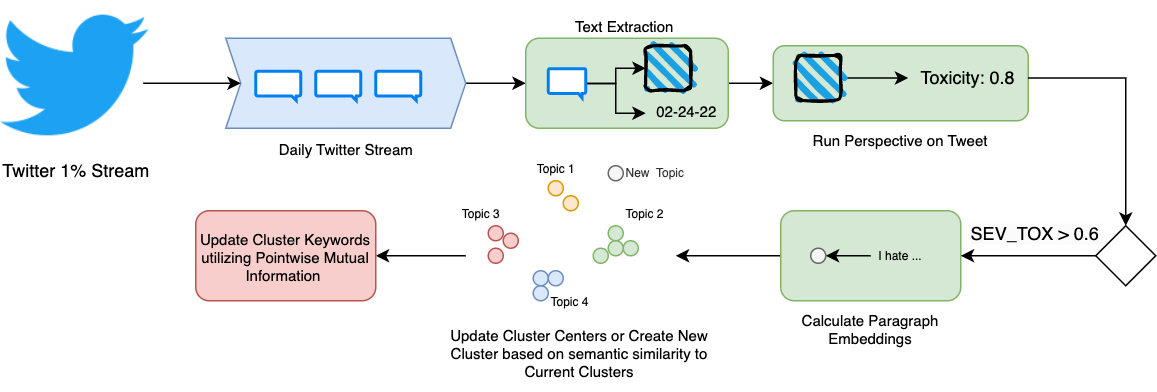 Text Extraction
02-24-22
Toxicity: 0.8
Daily Twitter Stream
Run Perspective on Tweet
Twitter 1% Stream
Topic 1
New Topic
Topic 3
Topic 2
SEV_TOX > 0.6
Update Cluster Keywords
utilizing Pointwise Mutual
Information
I hate ...
Topic 4
Calculate Paragraph
Embeddings
Update Cluster Centers or Create New
Cluster based on semantic similarity to
Current Clusters